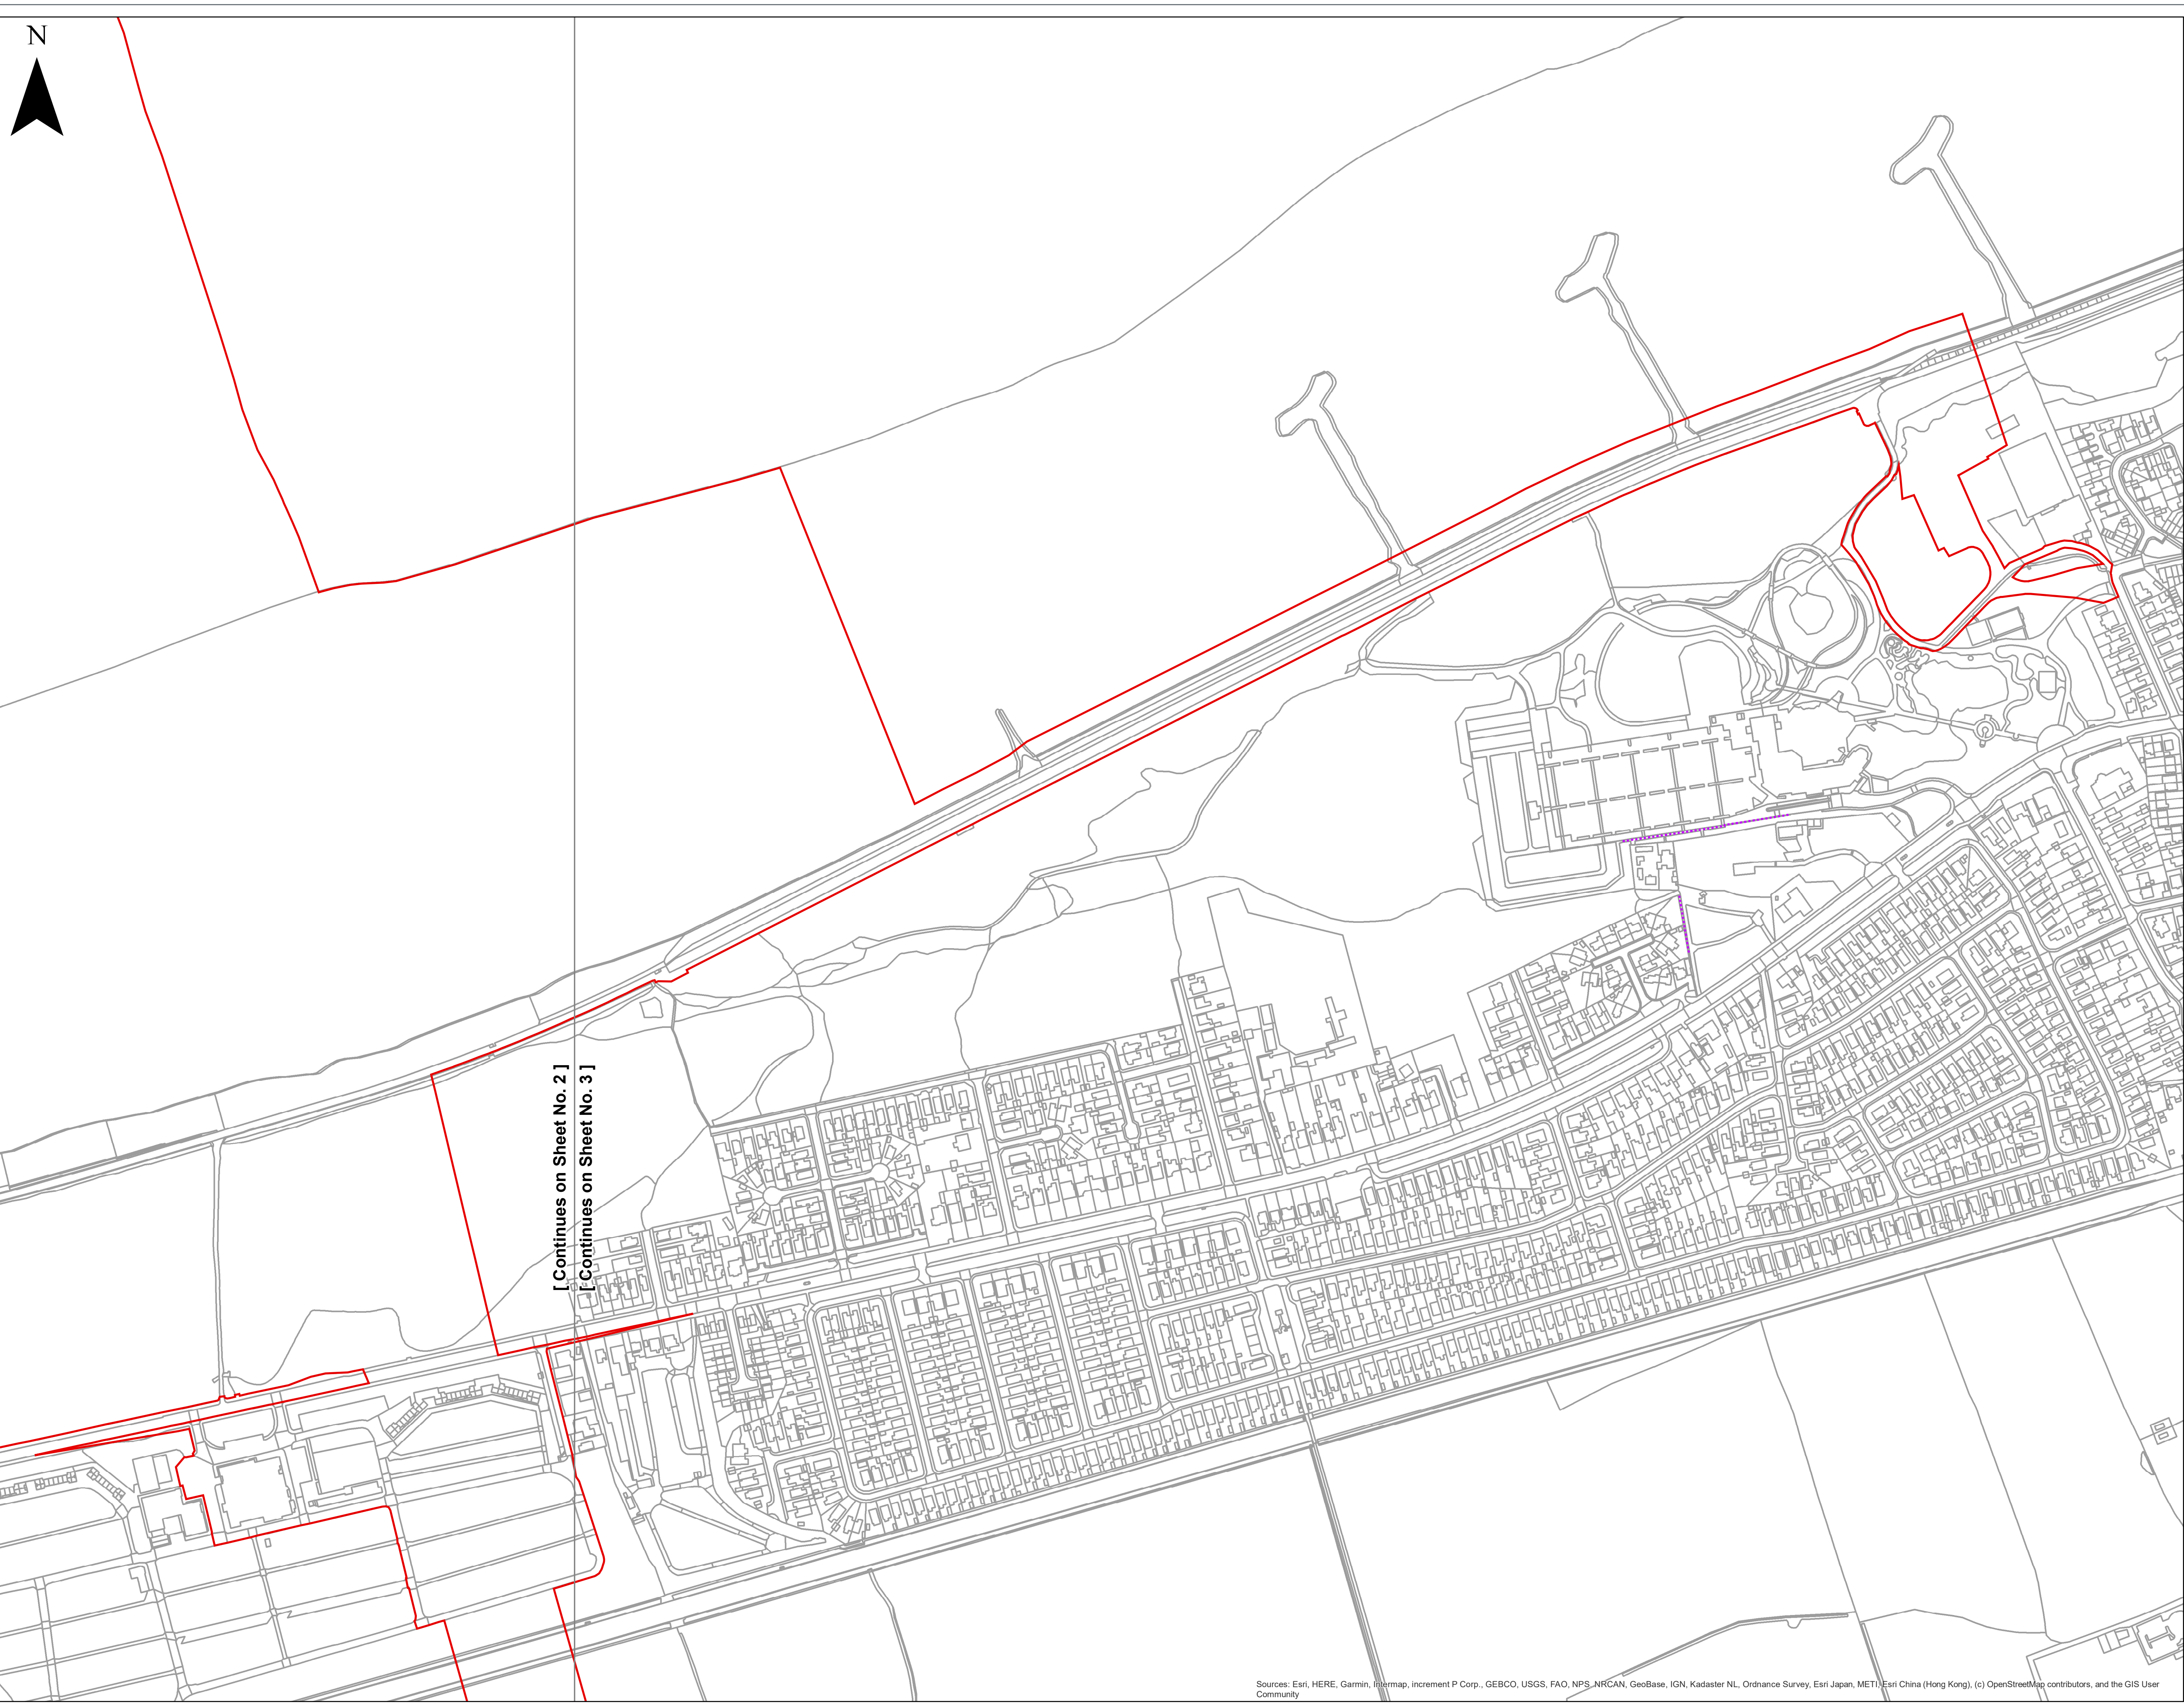 N
[ Continues on Sheet No. 2 ]
[ Continues on Sheet No. 3 ]
Sources: Esri, HERE, Garmin, Intermap, increment P Corp., GEBCO, USGS, FAO, NPS, NRCAN, GeoBase, IGN, Kadaster NL, Ordnance Survey, Esri Japan, METI, Esri China (Hong Kong), (c) OpenStreetMap contributors, and the GIS User
Community